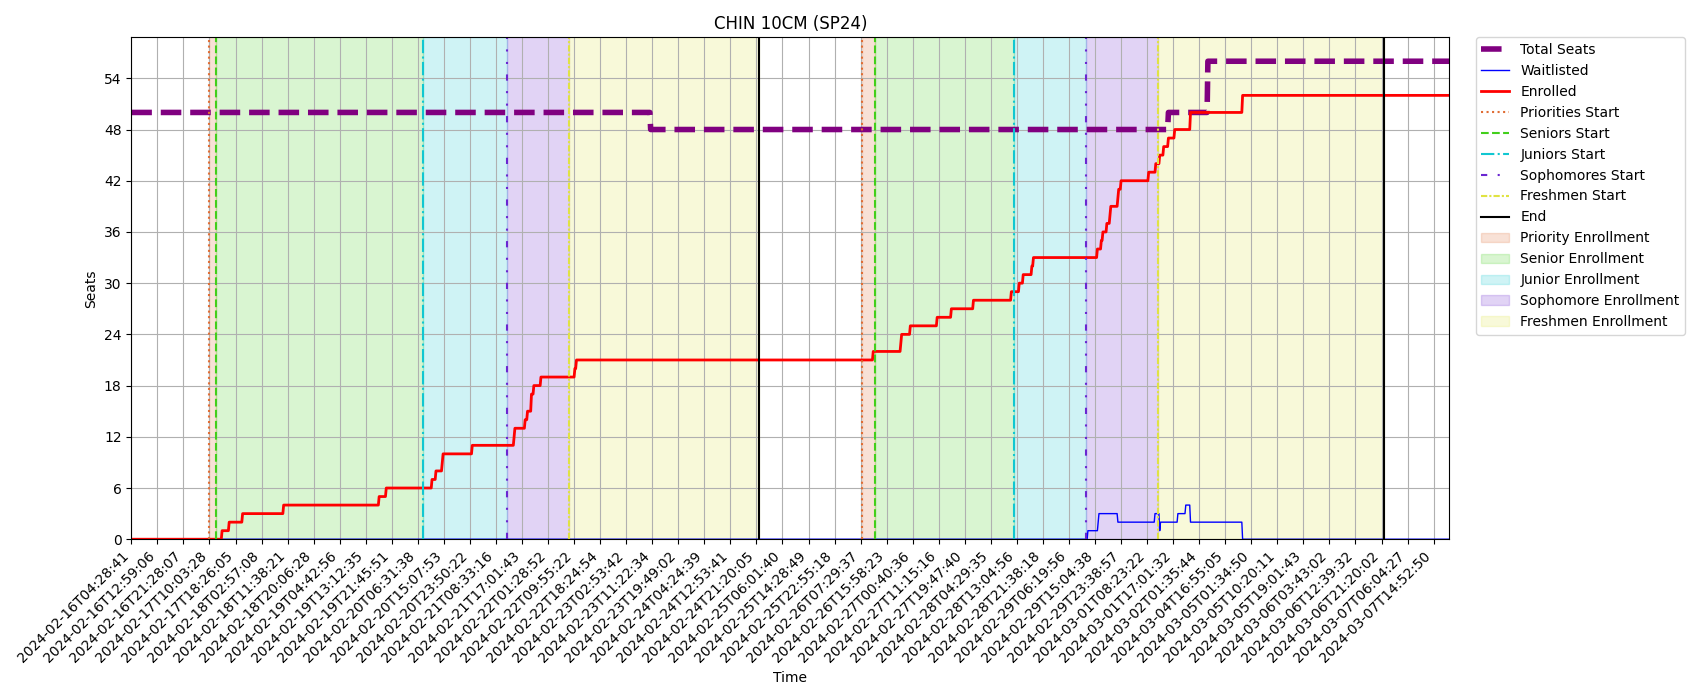 CHIN 10CM (SP24)
Seats
54
48
42
36
30
24
18
12
6
0
2024-02-16T04:28:41
2024-02-16T12:59:06
2024-02-16T21:28:07
2024-02-17T10:03:28
2024-02-17T18:26:05
2024-02-18T02:57:08
2024-02-18T11:38:21
2024-02-18T20:06:28
2024-02-19T04:42:56
2024-02-19T13:12:35
2024-02-19T21:45:51
2024-02-20T06:31:38
2024-02-20T15:07:53
2024-02-20T23:50:22
2024-02-21T08:33:16
2024-02-21T17:01:43
2024-02-22T01:28:52
2024-02-22T09:55:22
2024-02-22T18:24:54
2024-02-23T02:53:42
2024-02-23T11:22:34
2024-02-23T19:49:02
2024-02-24T04:24:39
2024-02-24T12:53:41
2024-02-24T21:20:05
2024-02-25T06:01:40
2024-02-25T14:28:49
2024-02-25T22:55:18
2024-02-26T07:29:37
2024-02-26T15:58:23
2024-02-27T00:40:36
2024-02-27T11:15:16
2024-02-27T19:47:40
2024-02-28T04:29:35
2024-02-28T13:04:56
2024-02-28T21:38:18
2024-02-29T06:19:56
2024-02-29T15:04:38
2024-02-29T23:38:57
2024-03-01T08:23:22
2024-03-01T17:01:32
2024-03-02T01:35:44
2024-03-04T16:55:05
2024-03-05T01:34:50
2024-03-05T10:20:11
2024-03-05T19:01:43
2024-03-06T03:43:02
2024-03-06T12:39:32
2024-03-06T21:20:02
2024-03-07T06:04:27
2024-03-07T14:52:50
Time
Total Seats
Waitlisted
Enrolled
Priorities Start
Seniors Start
Juniors Start
Sophomores Start
Freshmen Start
End
Priority Enrollment
Senior Enrollment
Junior Enrollment
Sophomore Enrollment
Freshmen Enrollment